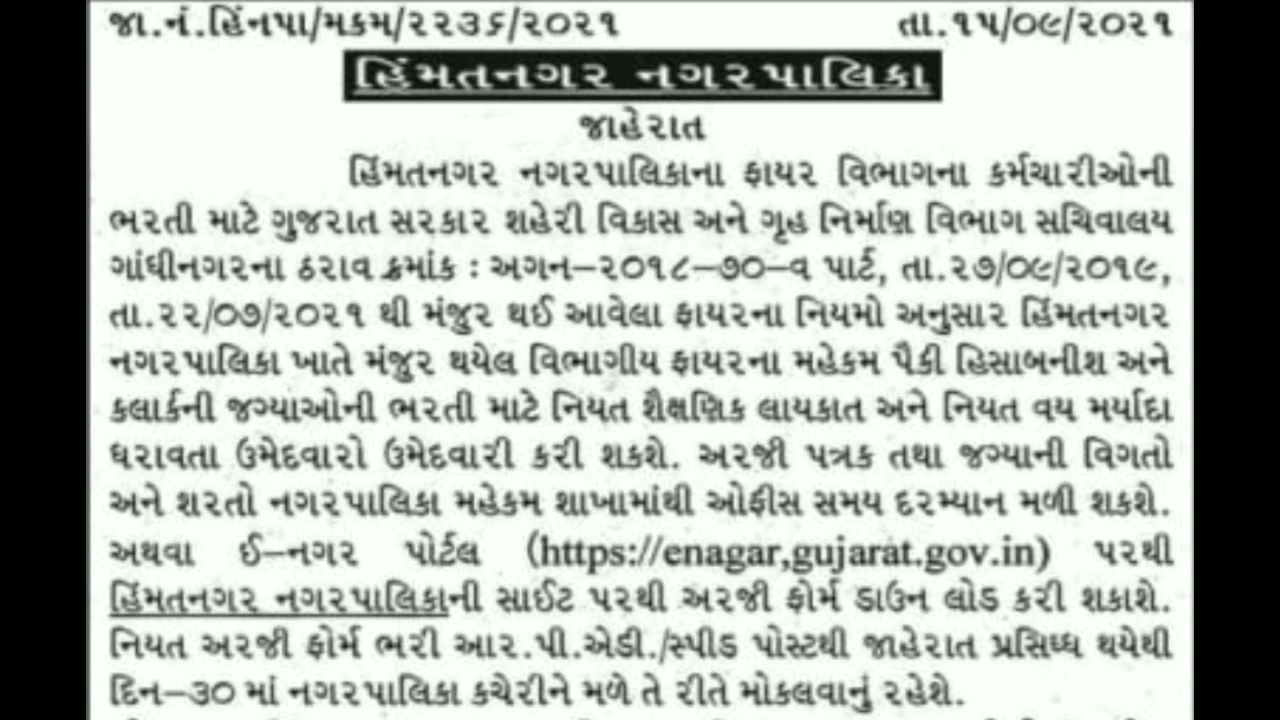 જા.નં.હિંનપા/મકમ/૨૨૩૬/૨૦૨૧ તા.૧૫/૦૯/૨૦૨૧
હિંમતનગર નગરપાલિકા
જાહેરાત
હિંમતનગર નગરપાલિકાના ફાયર વિભાગના કર્મચારીઓની
ભરતી માટે ગુજરાત સરકાર શહેરી વિકાસ અને ગૃહ નિર્માણ વિભાગ સચિવાલય
ગાંધીનગરના ઠરાવ ક્રમાંક : અગન–૨૦૧૮–૭૦–વ પાર્ટ, તા.૨૭/૦૯/૨૦૧૯,
તા.૨૨/૦૭/૨૦૨૧ થી મંજુર થઈ આવેલા ફાયરના નિયમો અનુસાર હિંમતનગર
નગરપાલિકા ખાતે મંજુર થયેલ વિભાગીય ફાયરના મહેકમ પૈકી હિસાબનીશ અને
કલાર્કની જગ્યાઓની ભરતી માટે નિયત શૈક્ષણિક લાયકાત અને નિયત વય મર્યાદા
ધરાવતા ઉમેદવારો ઉમેદવારી કરી શકશે. અરજી પત્રક તથા જગ્યાની વિગતો
અને શરતો નગરપાલિકા મહેકમ શાખામાંથી ઓફીસ સમય દરમ્યાન મળી શકશે.
અથવા ઈ–નગર પોર્ટલ (https://enagar,gujarat.gov.in) પરથી
હિંમતનગર નગરપાલિકાની સાઈટ પરથી અરજી ફોર્મ ડાઉન લોડ કરી શકાશે.
નિયત અરજી ફોર્મ ભરી આર.પી.એડી./સ્પીડ પોસ્ટથી જાહેરાત પ્રસિધ્ધ થયેથી
દિન–૩૦ માં નગરપાલિકા કચેરીને મળે તે રીતે મોકલવાનું રહેશે.